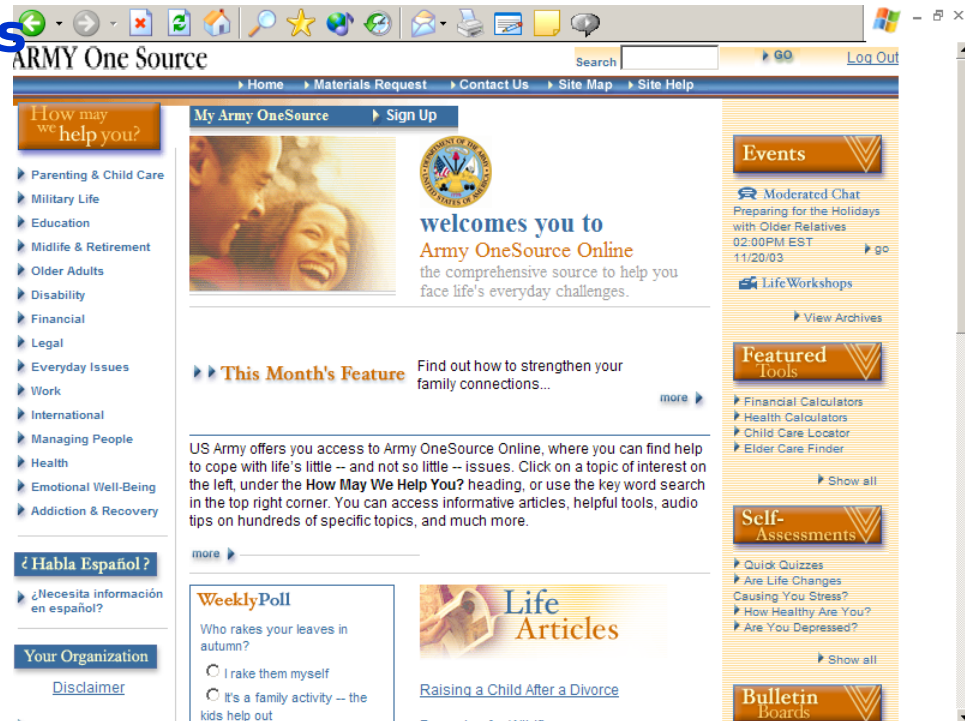 s
ARMY One Source
Search
GO
Log Out
Home Materials Request Contact Us Site Map Site Help
How may
we help you?
Parenting & Child Care
Military Life
Education
Midlife & Retirement
Older Adults
Disability
Financial
Legal
Everyday Issues
Work
International
Managing People
Health
Emotional Well-Being
Addiction & Recovery
¿Habla Español?
¿Necesita información
en español?
Your Organization
Disclaimer
My Army OneSource Sign Up
welcomes you to
Army OneSource Online
the comprehensive source to help you
face life's everyday challenges.
This Month's Feature
Find out how to strengthen your
family connections...
more
US Army offers you access to Army OneSource Online, where you can find help
to cope with life's little -- and not so little -- issues. Click on a topic of interest on
the left, under the How May We Help You? heading, or use the key word search
in the top right corner. You can access informative articles, helpful tools, audio
tips on hundreds of specific topics, and much more.
more
WeeklyPoll
Who rakes your leaves in
autumn?
I rake them myself
It's a family activity -- the
kids help out
Life
Articles
Raising a Child After a Divorce
Events
Moderated Chat
Preparing for the Holidays
with Older Relatives
02:00PM EST
11/20/03
go
LifeWorkshops
View Archives
Featured
Tools
Financial Calculators
Health Calculators
Child Care Locator
Elder Care Finder
Show all
Self-
Assessments
Quick Quizzes
Are Life Changes
Causing You Stress?
How Healthy Are You?
Are You Depressed?
Show all
Bulletin
Boards